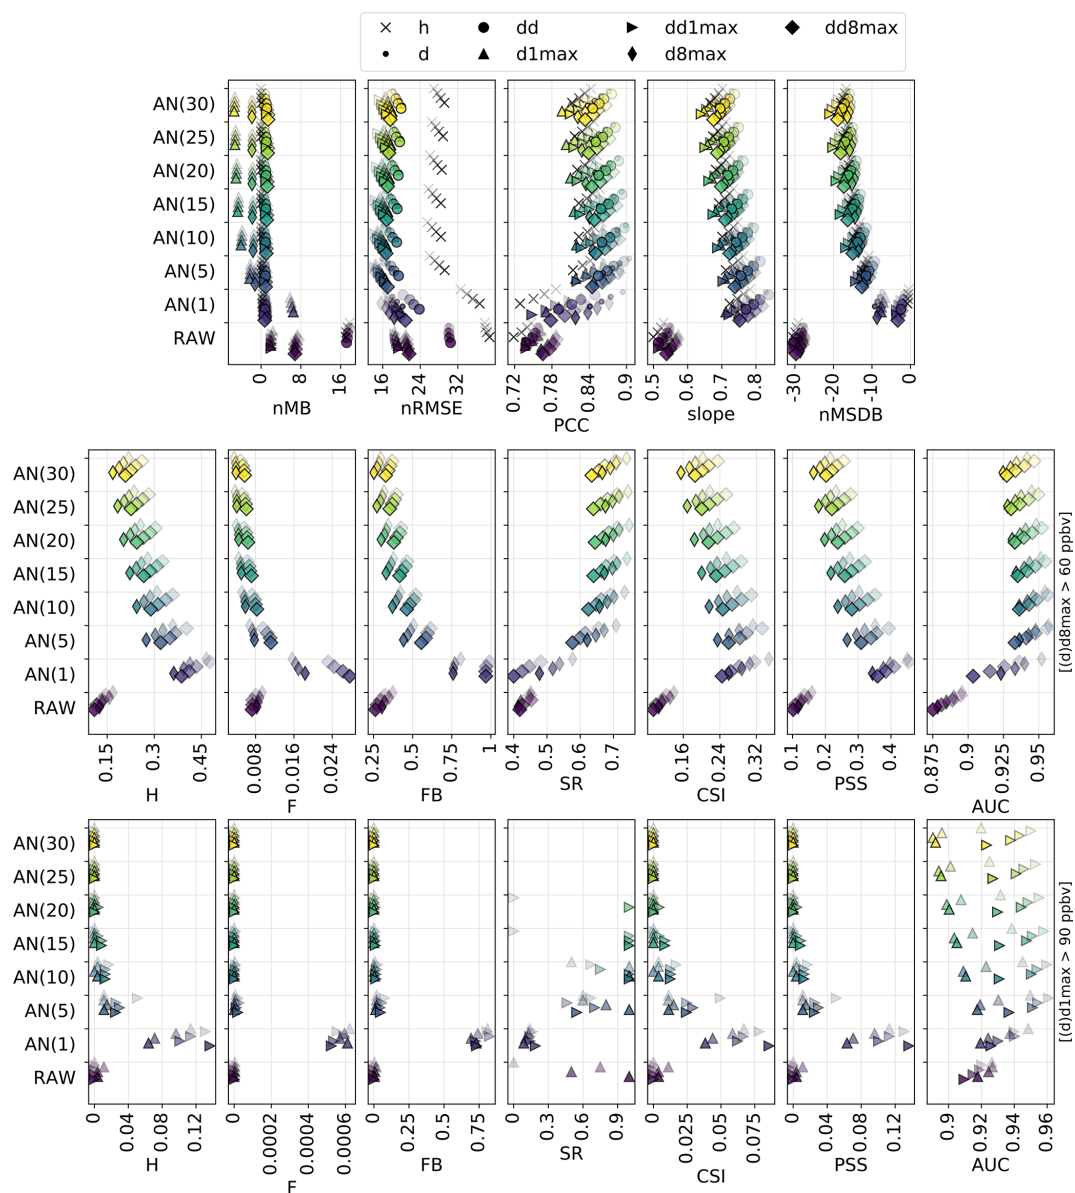 h dd dd1max dd8max
d d1max d8max
AN(30)
AN(25)
AN(20)
AN(15)
AN(10)
AN(5)
AN(1)
RAW
0 8 16 16 24 32 0.72 0.78 0.84 0.9 0.5 0.6 0.7 0.8 -30 -20 -10 0
nMB nRMSE PCC slope nMSDB
AN(30)
AN(25)
AN(20)
AN(15)
AN(10)
AN(5)
AN(1)
RAW
[(d)d8max > 60 ppbv]
0.15 0.3 0.45 0.008 0.016 0.024 0.25 0.5 0.75 1 0.4 0.5 0.6 0.7 0.16 0.24 0.32 0.1 0.2 0.3 0.4 0.875 0.9 0.925 0.95
H F FB SR CSI PSS AUC
AN(30)
AN(25)
AN(20)
AN(15)
AN(10)
AN(5)
AN(1)
RAW
[(d)d1max > 90 ppbv]
0 0.04 0.08 0.12 0 0.0002 0.0004 0.0006 0 0.25 0.5 0.75 0 0.3 0.6 0.9 0 0.025 0.05 0.075 0 0.04 0.08 0.12 0.9 0.92 0.94 0.96
H F FB SR CSI PSS AUC